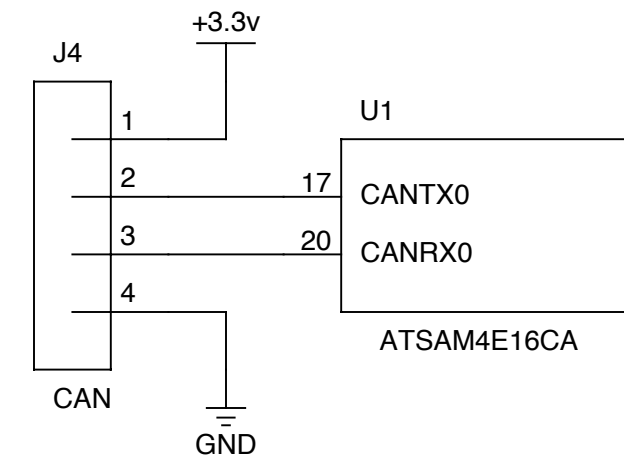 +3.3v
J4
U1
1
2
17 CANTX0
3
20 CANRX0
4
ATSAM4E16CA
CAN
GND